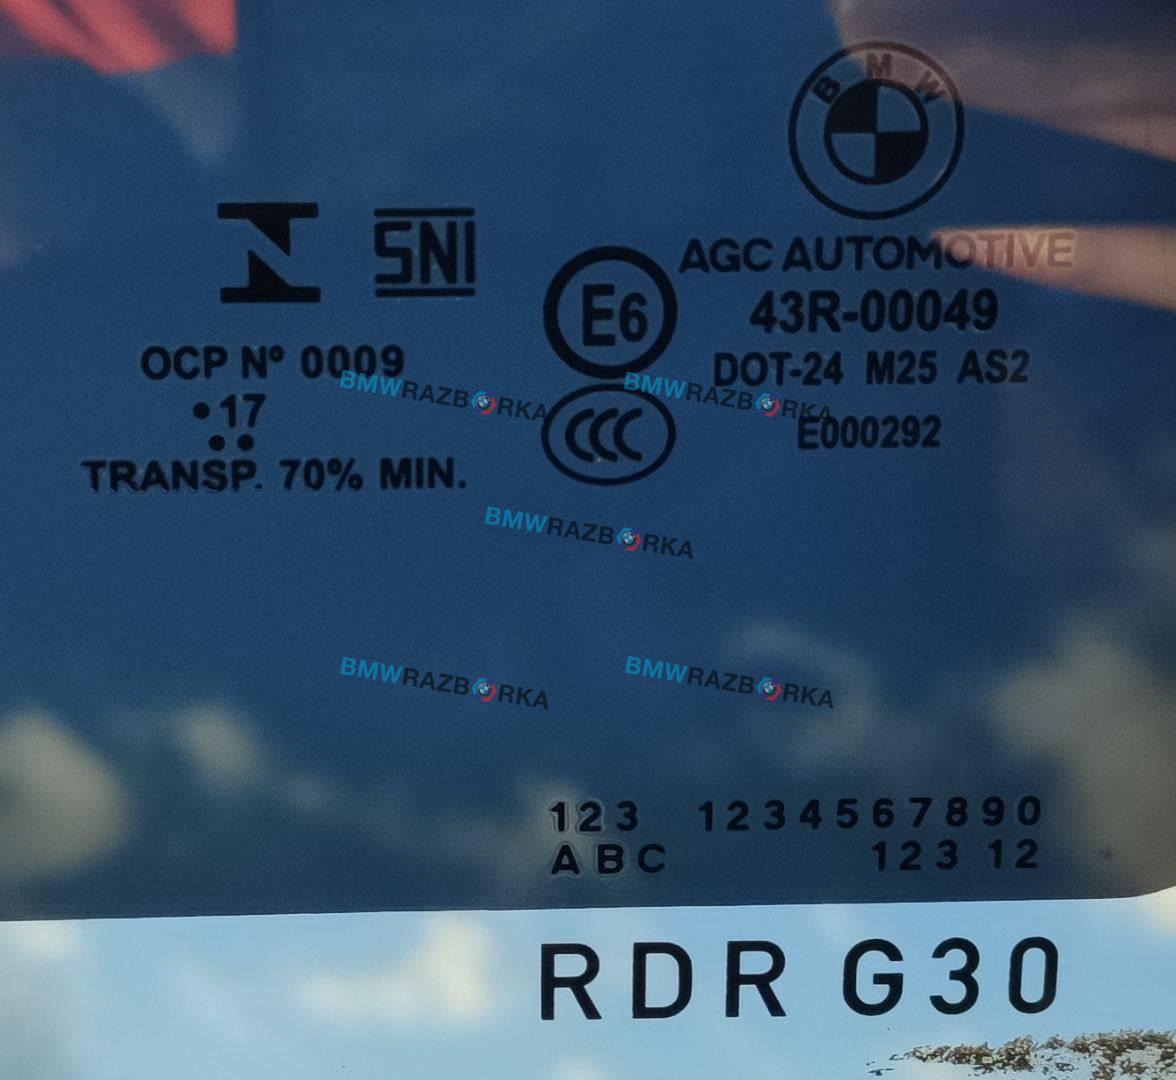 BMW
SNI
AGC AUTOMOTIVE
E6
43R-00049
OCP Nº 0009
DOT-24 M25 AS2
•17
CCC
E000292
••
TRANSP. 70% MIN.
BMWRAZBORKA
BMWRAZBORKA
BMWRAZBORKA
BMWRAZBORKA
BMWRAZBORKA
123 1234567890
ABC 123 12
RDR G30